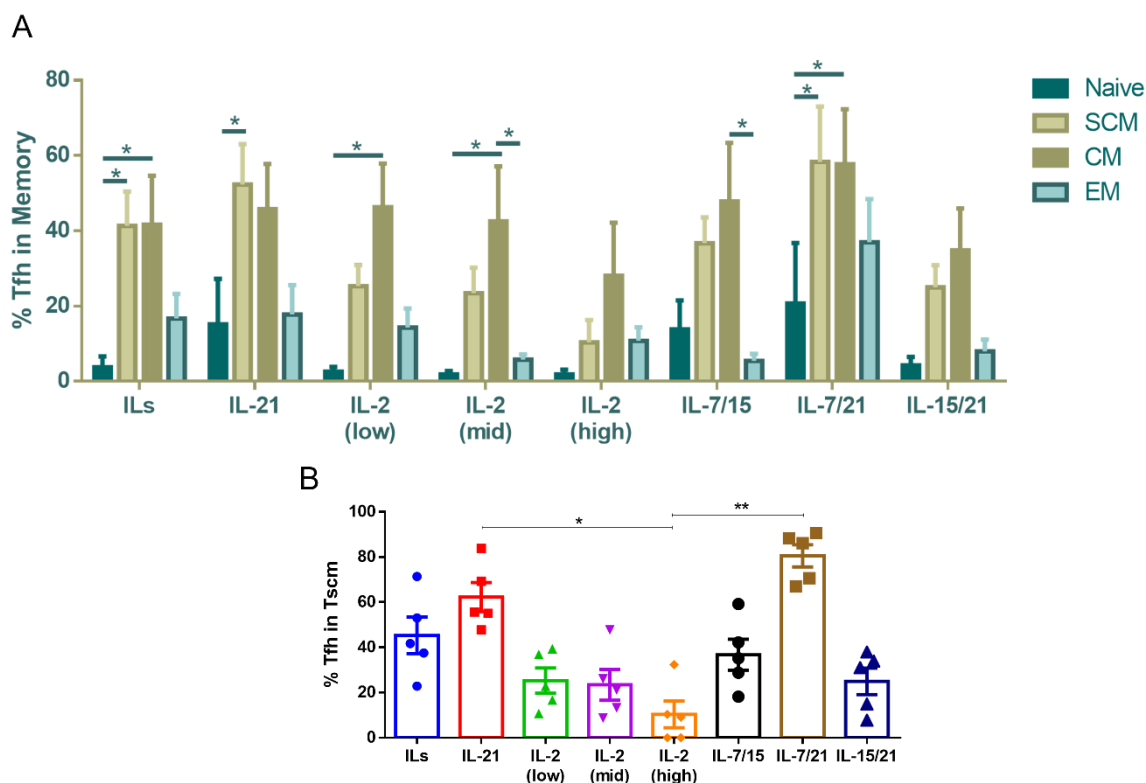 A
% Tfh in Memory
80
60
40
20
0
* * * * * * * * * *
ILs IL-21 IL-2 (low) IL-2 (mid) IL-2 (high) IL-7/15 IL-7/21 IL-15/21
Naive
SCM
CM
EM
B
% Tfh in Tscm
100
80
60
40
20
0
* **
ILs IL-21 IL-2 (low) IL-2 (mid) IL-2 (high) IL-7/15 IL-7/21 IL-15/21